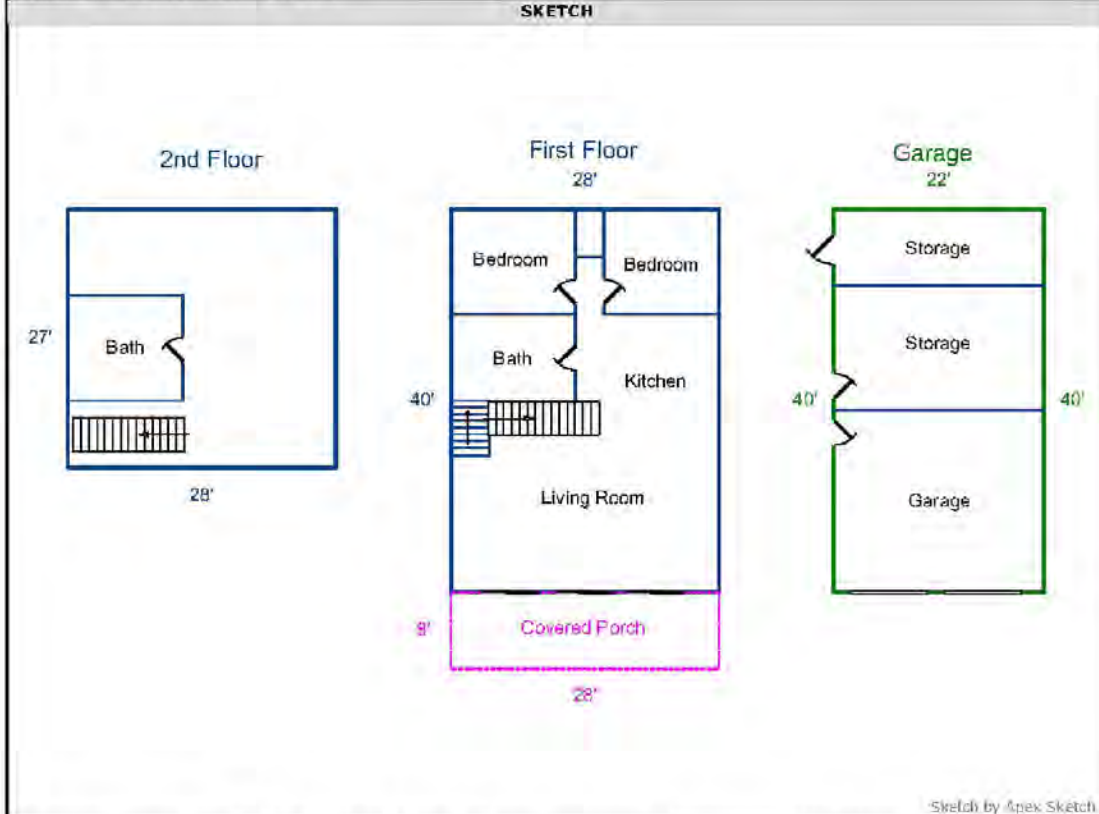 SKETCH
2nd Floor
27'
Bath
28'
First Floor
28'
Bedroom
Bedroom
Bath
Kitchen
40'
Living Room
Covered Porch
28'
Garage
22'
Storage
Storage
40'
40'
Garage
Sketch by Apex Sketch